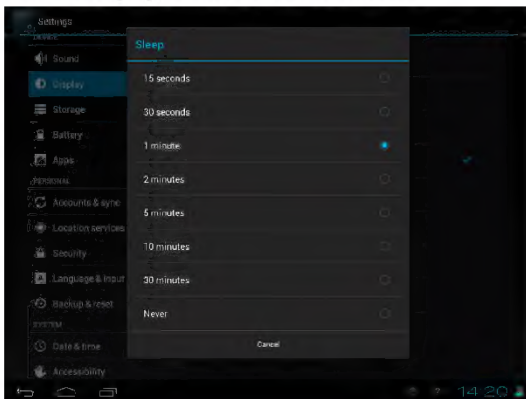 Settings
DEVICE
Sound
Display
Storage
Battery
Apps
PERSONAL
Accounts & sync
Location services
Security
Language & input
Backup & reset
SYSTEM
Date & time
Accessibility
Sleep
15 seconds
30 seconds
1 minute
2 minutes
5 minutes
10 minutes
30 minutes
Never
Cancel
14:20